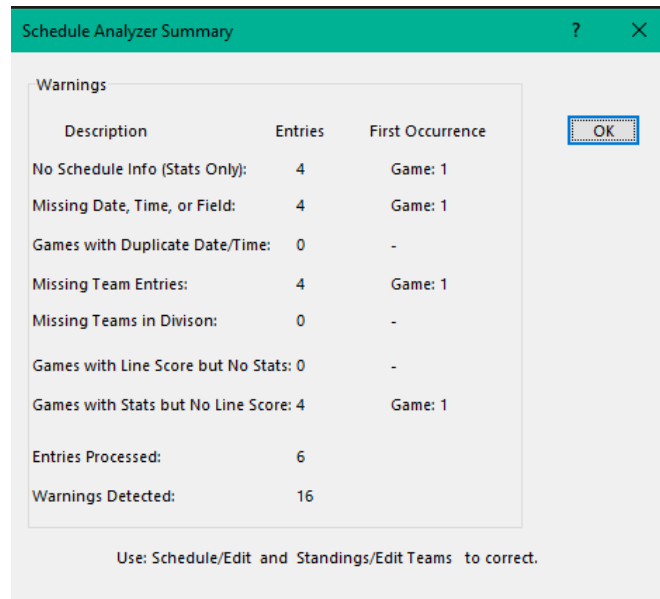 Schedule Analyzer Summary ? ×
Warnings
Description Entries First Occurrence OK
No Schedule Info (Stats Only): 4 Game: 1
Missing Date, Time, or Field: 4 Game: 1
Games with Duplicate Date/Time: 0 -
Missing Team Entries: 4 Game: 1
Missing Teams in Divison: 0 -
Games with Line Score but No Stats: 0 -
Games with Stats but No Line Score: 4 Game: 1
Entries Processed: 6
Warnings Detected: 16
Use: Schedule/Edit and Standings/Edit Teams to correct.